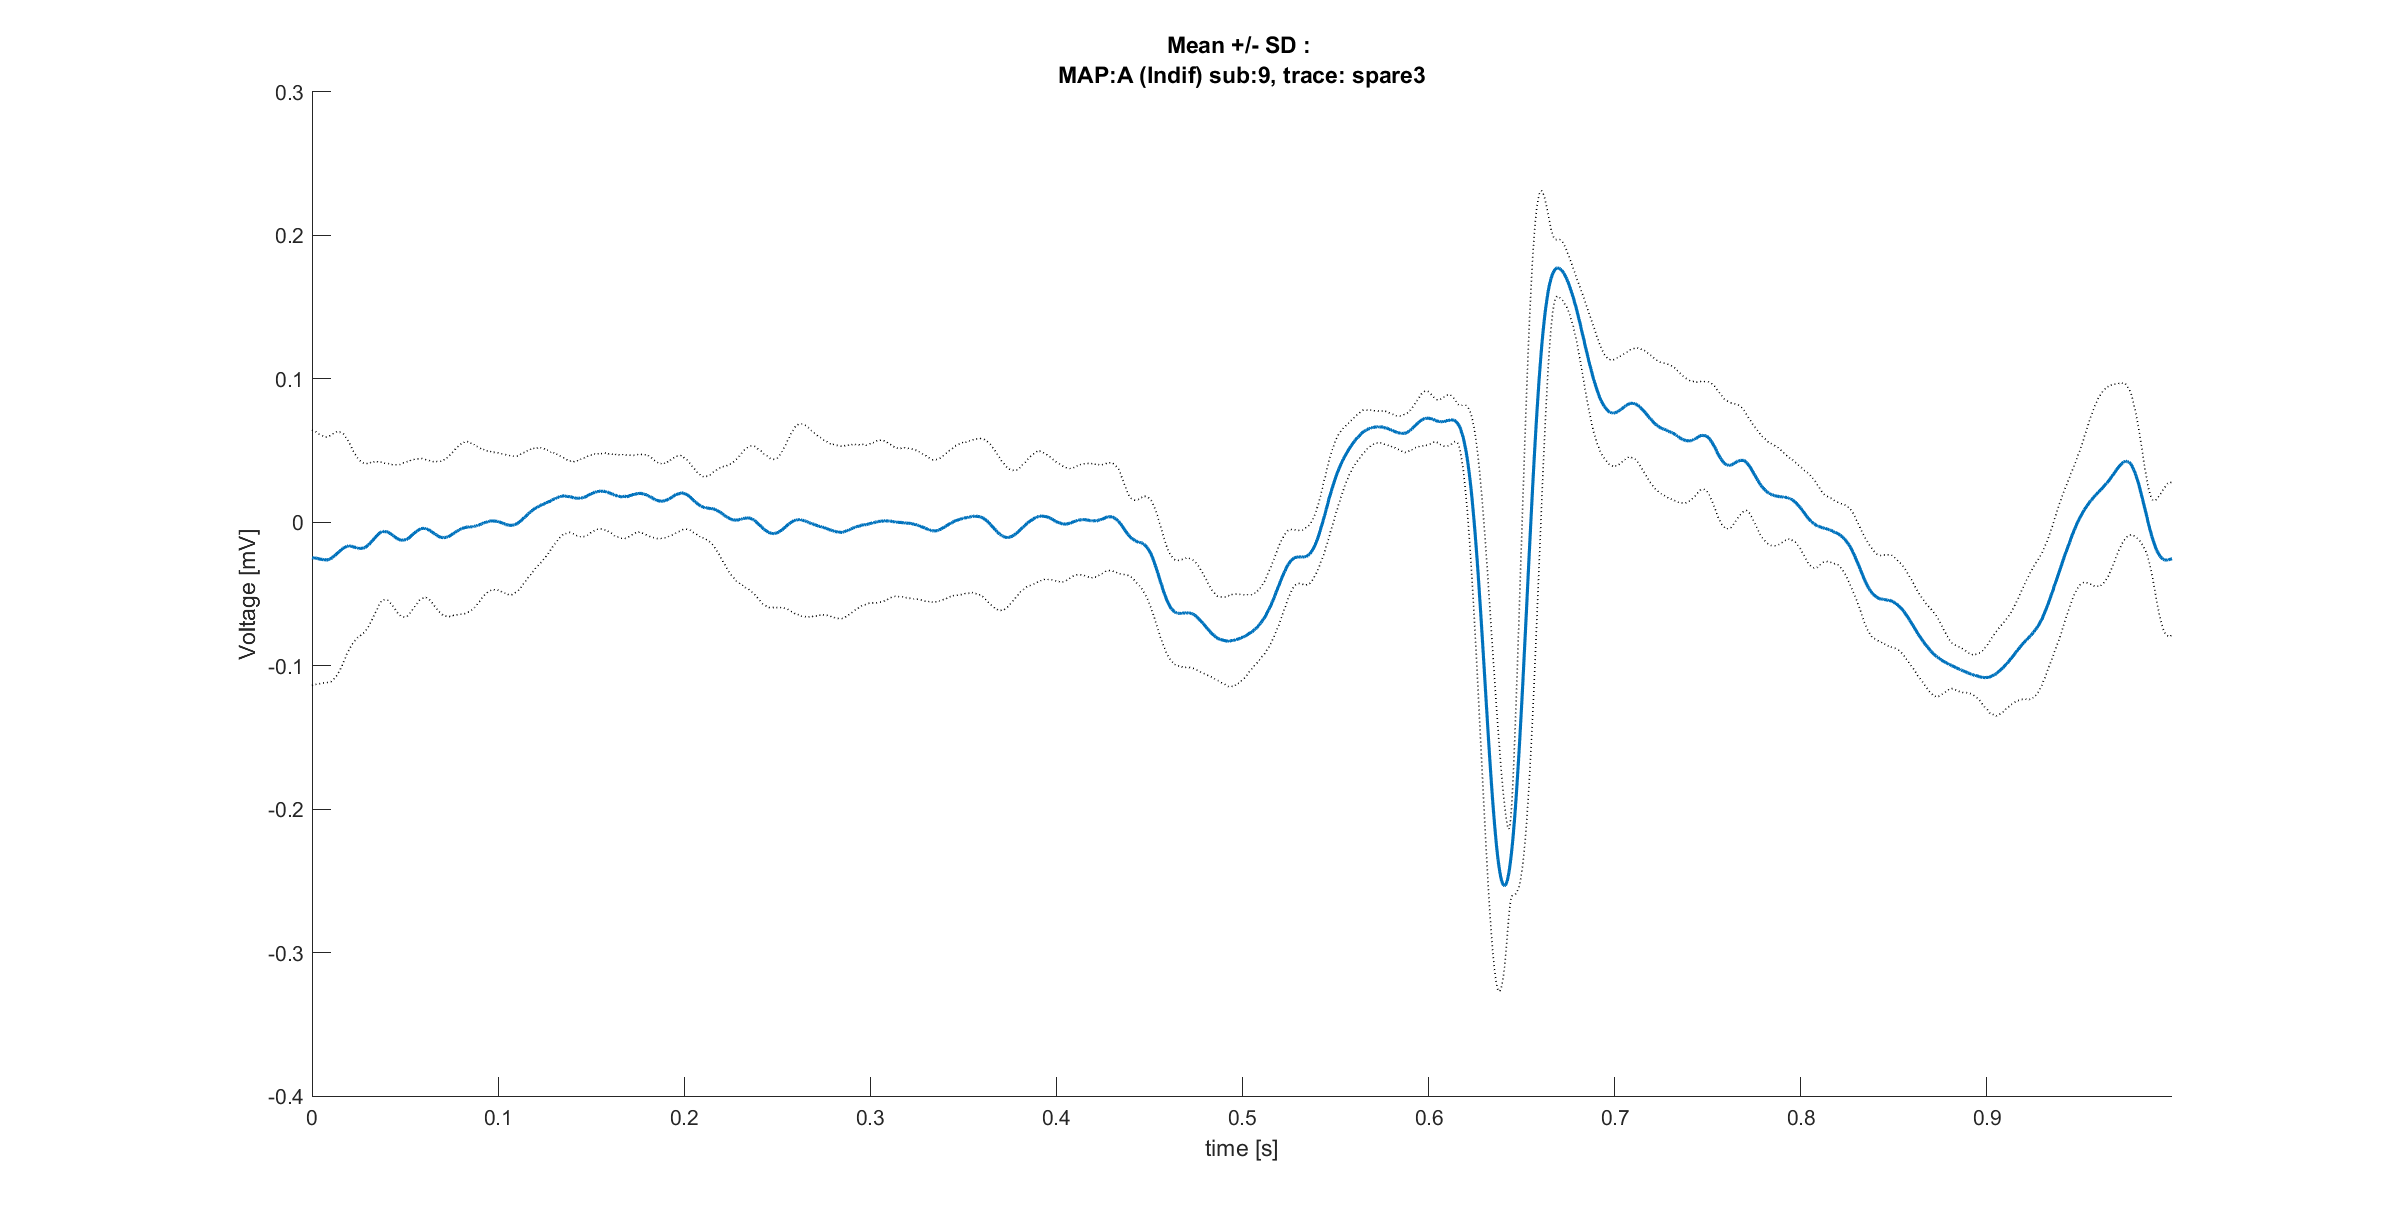 Mean +/- SD :
MAP:A (Indif) sub:9, trace: spare3
0.3
0.2
0.1
0
-0.1
-0.2
-0.3
-0.4
Voltage [mV]
0 0.1 0.2 0.3 0.4 0.5 0.6 0.7 0.8 0.9
time [s]